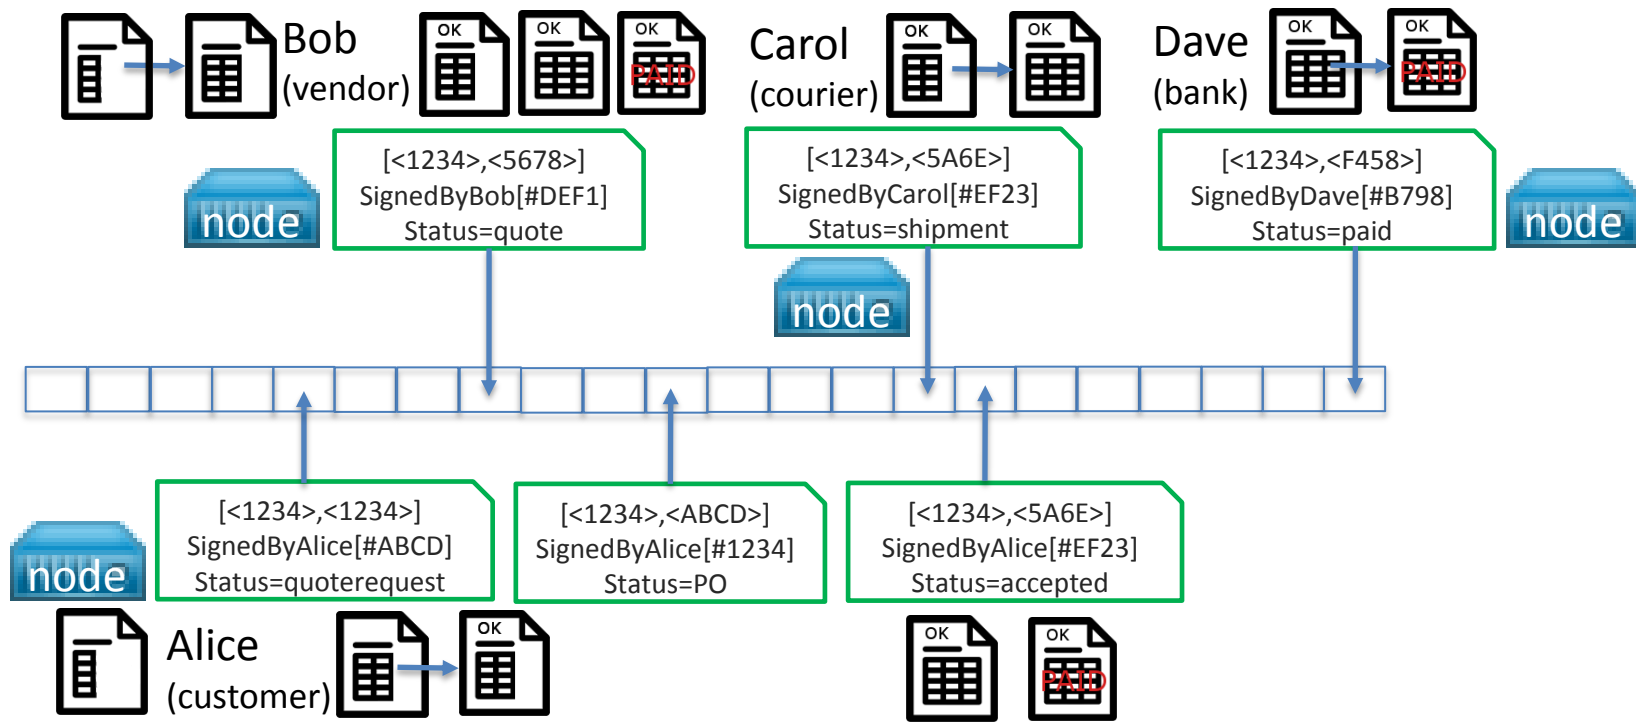 Bob
(vendor)
OK
OK
OK
PAID
Carol
(courier)
OK
OK
Dave
(bank)
OK
OK
PAID
node
[<1234>,<5678>]
SignedByBob[#DEF1]
Status=quote
[<1234>,<5A6E>]
SignedByCarol[#EF23]
Status=shipment
node
[<1234>,<F458>]
SignedByDave[#B798]
Status=paid
node
node
[<1234>,<1234>]
SignedByAlice[#ABCD]
Status=quoterequest
[<1234>,<ABCD>]
SignedByAlice[#1234]
Status=PO
[<1234>,<5A6E>]
SignedByAlice[#EF23]
Status=accepted
Alice
(customer)
OK
OK
OK
PAID